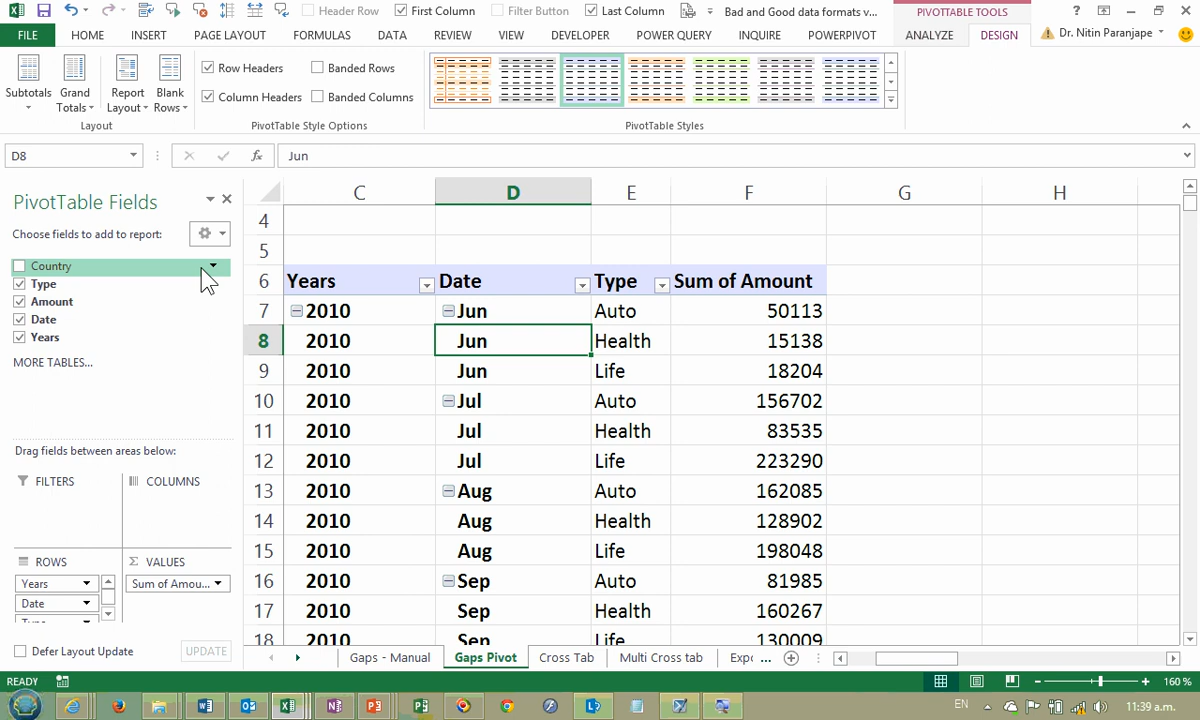 Header Row First Column Filter Button Last Column Bad and Good data formats v... PIVOTTABLE TOOLS ?
FILE HOME INSERT PAGE LAYOUT FORMULAS DATA REVIEW VIEW DEVELOPER POWER QUERY INQUIRE POWERPIVOT ANALYZE DESIGN Dr. Nitin Paranjape
Subtotals Grand Totals Report Layout Blank Rows
Row Headers Banded Rows
Column Headers Banded Columns
Layout PivotTable Style Options PivotTable Styles
D8 fx Jun
PivotTable Fields
Choose fields to add to report:
Country
Type
Amount
Date
Years
MORE TABLES...
Drag fields between areas below:
FILTERS COLUMNS
ROWS Σ VALUES
Years Sum of Amou...
Date
Defer Layout Update UPDATE
C D E F G H
4
5
6 Years Date Type Sum of Amount
7 2010 Jun Auto 50113
8 2010 Jun Health 15138
9 2010 Jun Life 18204
10 2010 Jul Auto 156702
11 2010 Jul Health 83535
12 2010 Jul Life 223290
13 2010 Aug Auto 162085
14 2010 Aug Health 128902
15 2010 Aug Life 198048
16 2010 Sep Auto 81985
17 2010 Sep Health 160267
18 2010 Sep Life 130009
Gaps - Manual Gaps Pivot Cross Tab Multi Cross tab Expo ...
READY 160 %
EN 11:39 a.m.